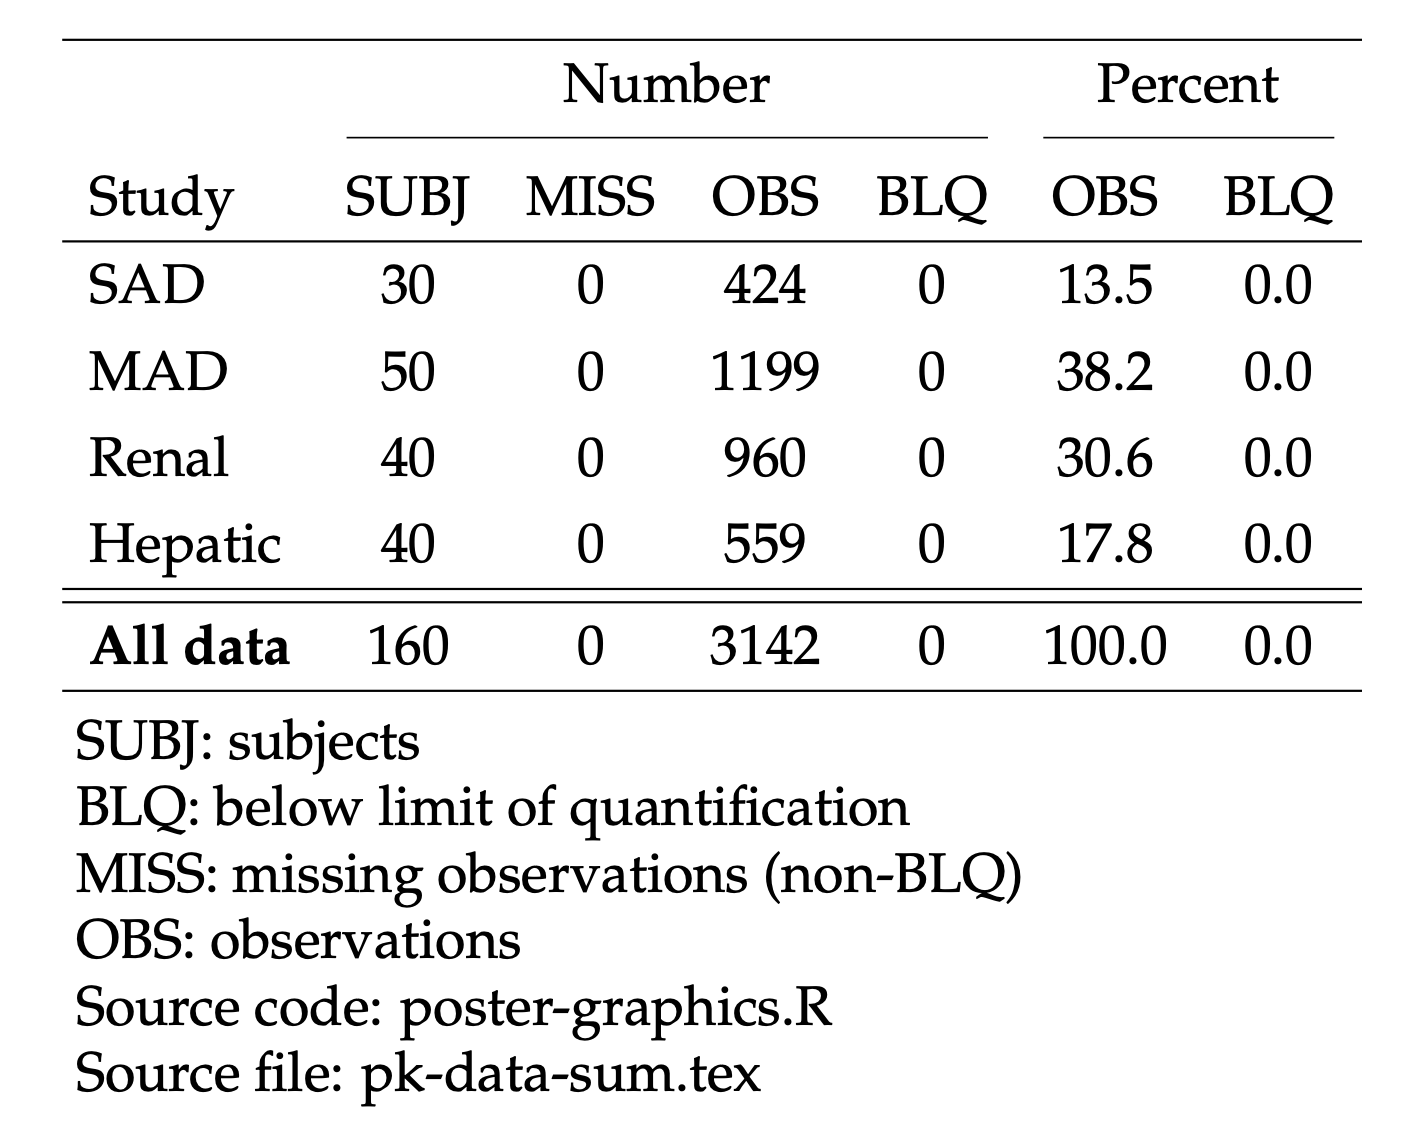 Number Percent
Study SUBJ MISS OBS BLQ OBS BLQ
SAD 30 0 424 0 13.5 0.0
MAD 50 0 1199 0 38.2 0.0
Renal 40 0 960 0 30.6 0.0
Hepatic 40 0 559 0 17.8 0.0
All data 160 0 3142 0 100.0 0.0
SUBJ: subjects
BLQ: below limit of quantification
MISS: missing observations (non-BLQ)
OBS: observations
Source code: poster-graphics.R
Source file: pk-data-sum.tex